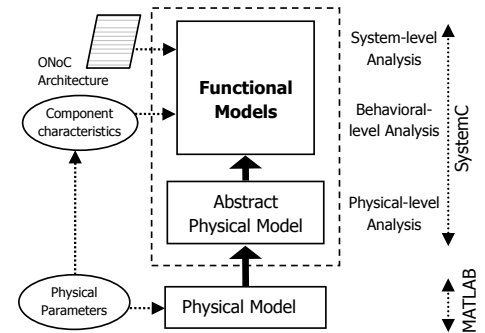 ONoC
Architecture
System-level
Analysis
Functional
Models
Component
characteristics
Behavioral-
level Analysis
SystemC
Abstract
Physical Model
Physical-level
Analysis
Physical
Parameters
Physical Model
MATLAB